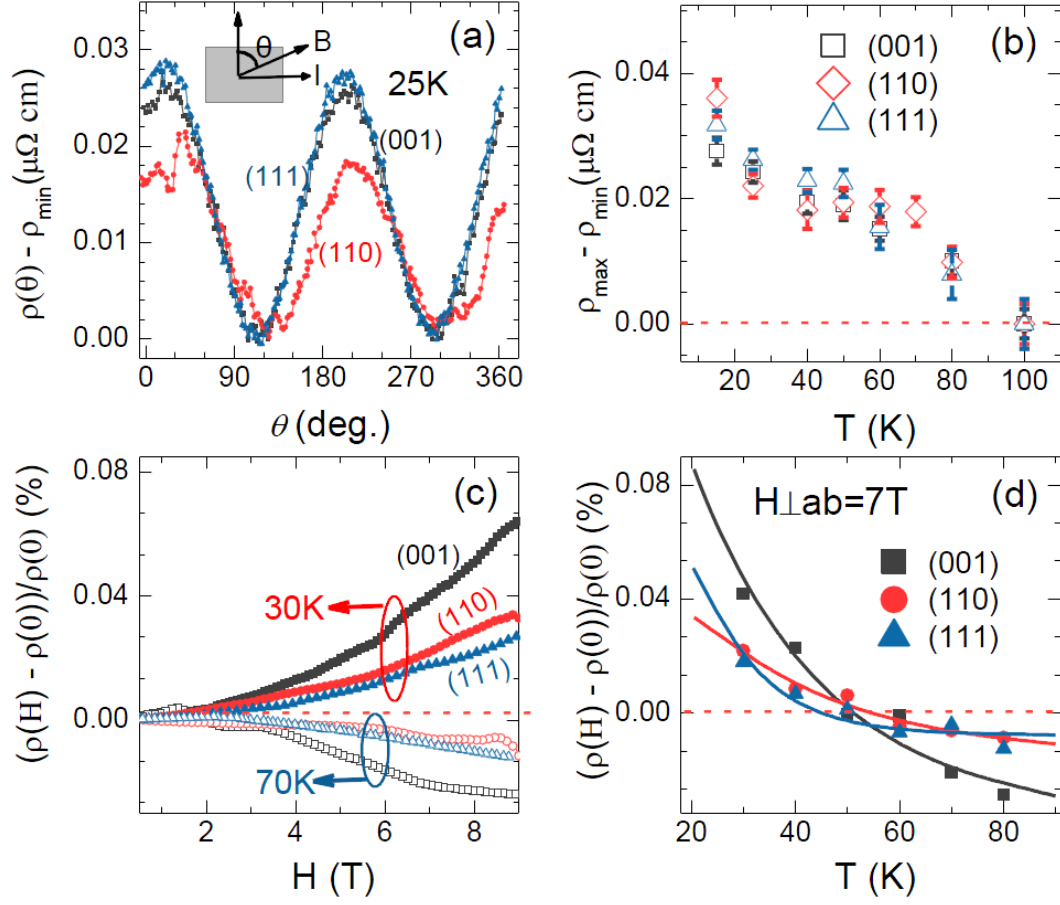 (a)
ρ(θ) - ρmin(μΩ cm)
0.03
0.02
0.01
0.00
θ
B
I
25K
(001)
(111)
(110)
0 90 180 270 360
θ (deg.)
(b)
ρmax - ρmin(μΩ cm)
0.04
0.02
0.00
(001)
(110)
(111)
20 40 60 80 100
T (K)
(c)
(ρ(H) - ρ(0))/ρ(0) (%)
0.08
0.04
0.00
(001)
30K
(110)
(111)
70K
2 4 6 8
H (T)
(d)
(ρ(H) - ρ(0))/ρ(0) (%)
0.08
0.04
0.00
H⊥ab=7T
(001)
(110)
(111)
20 40 60 80
T (K)